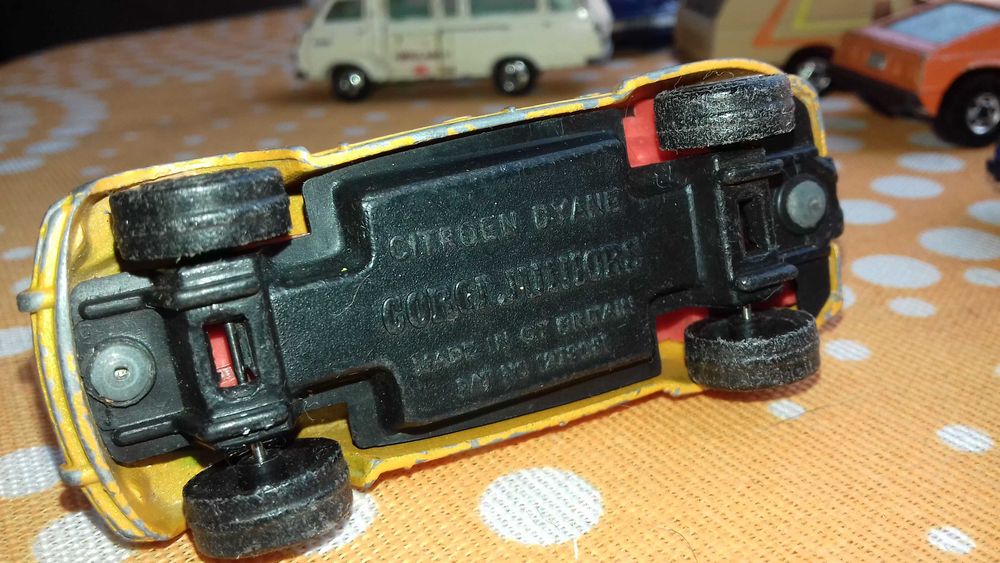 CITROEN DYANE
CORGI JUNIORS
MADE IN GT BRITAIN
PAT NO